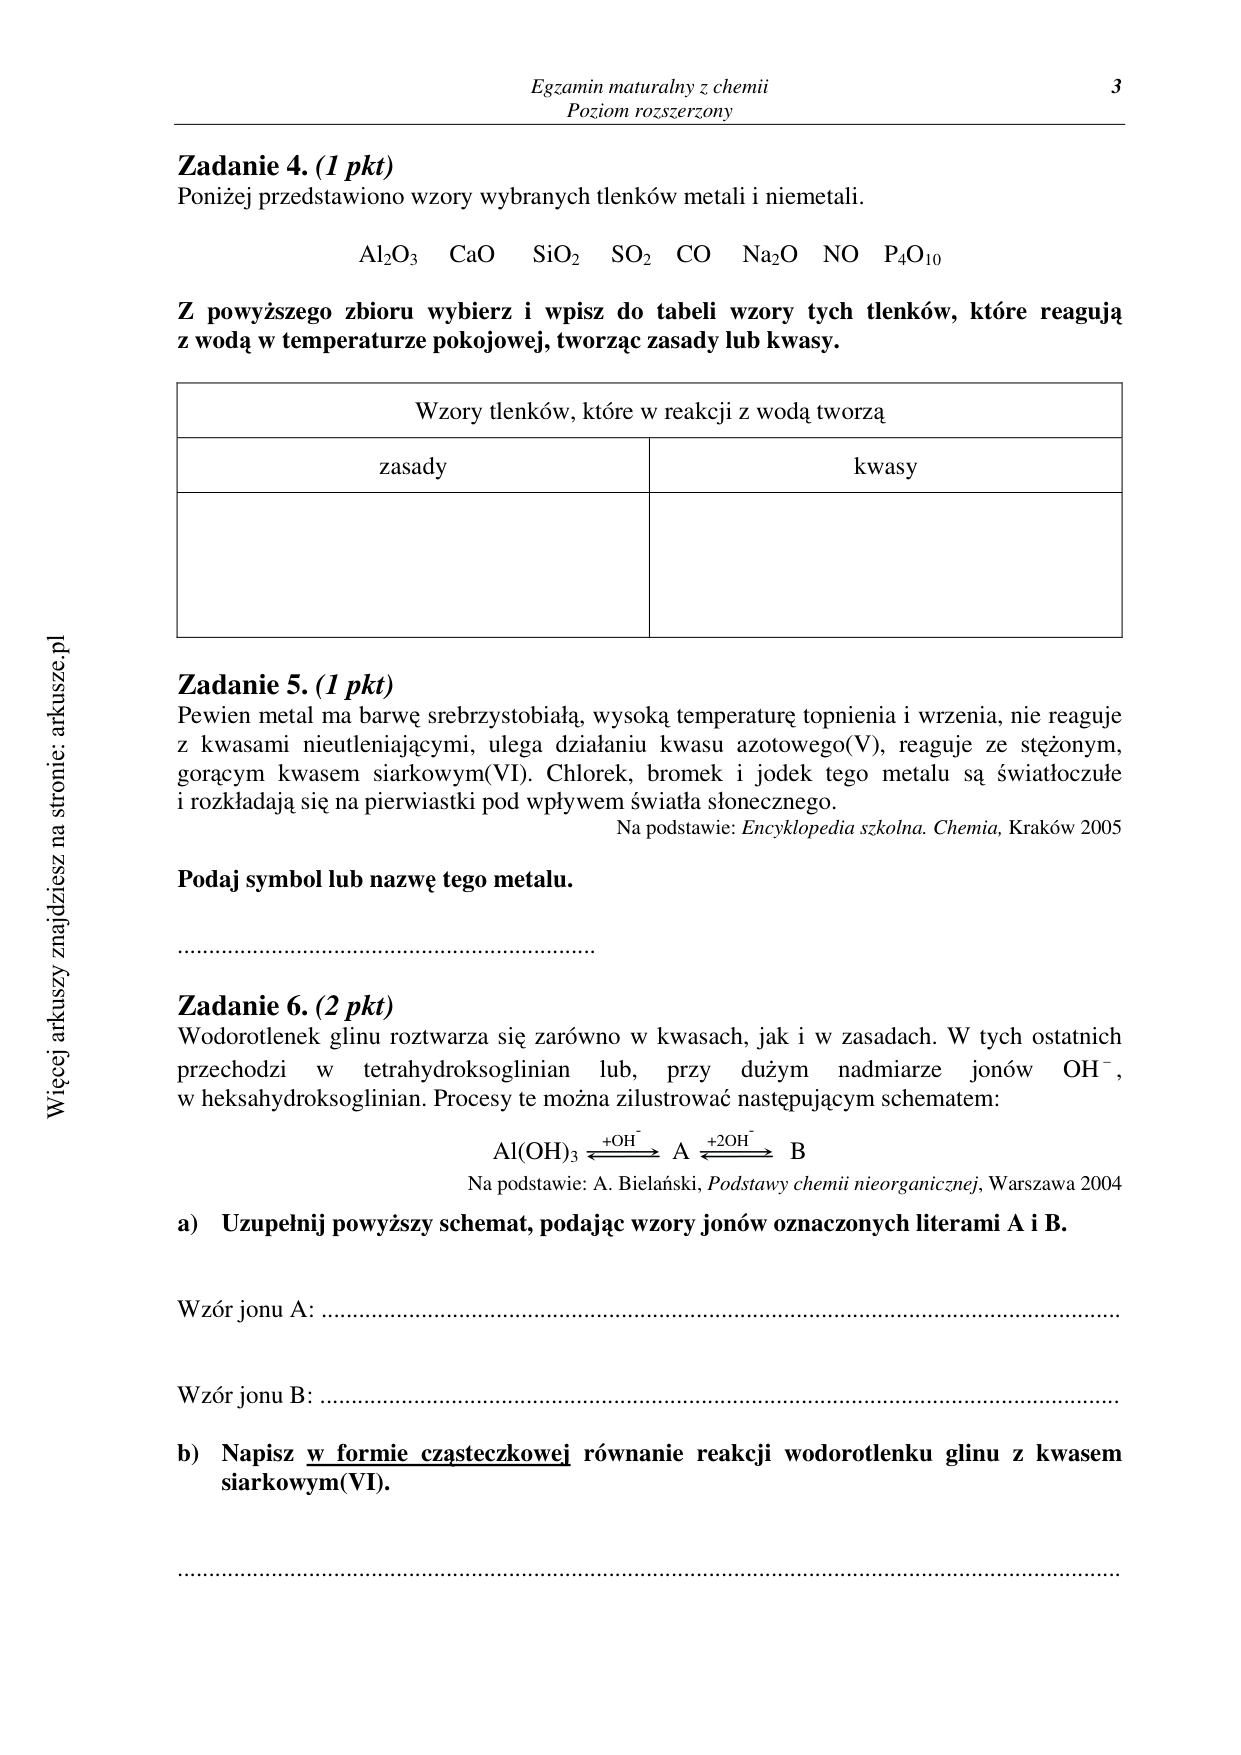 Egzamin maturalny z chemii
Poziom rozszerzony
3
Zadanie 4. (1 pkt)
Poniżej przedstawiono wzory wybranych tlenków metali i niemetali.
Al₂O₃ CaO SiO₂ SO₂ CO Na₂O NO P₄O₁₀
Z powyższego zbioru wybierz i wpisz do tabeli wzory tych tlenków, które reagują
z wodą w temperaturze pokojowej, tworząc zasady lub kwasy.
Wzory tlenków, które w reakcji z wodą tworzą
zasady kwasy
Zadanie 5. (1 pkt)
Pewien metal ma barwę srebrzystobiałą, wysoką temperaturę topnienia i wrzenia, nie reaguje
z kwasami nieutleniającymi, ulega działaniu kwasu azotowego(V), reaguje ze stężonym,
gorącym kwasem siarkowym(VI). Chlorek, bromek i jodek tego metalu są światłoczułe
i rozkładają się na pierwiastki pod wpływem światła słonecznego.
Na podstawie: Encyklopedia szkolna. Chemia, Kraków 2005
Podaj symbol lub nazwę tego metalu.
...................................................................
Zadanie 6. (2 pkt)
Wodorotlenek glinu roztwarza się zarówno w kwasach, jak i w zasadach. W tych ostatnich
przechodzi w tetrahydroksoglinian lub, przy dużym nadmiarze jonów OH⁻,
w heksahydroksoglinian. Procesy te można zilustrować następującym schematem:
Al(OH)₃ ⇌ +OH⁻ A ⇌ +2OH⁻ B
Na podstawie: A. Bielański, Podstawy chemii nieorganicznej, Warszawa 2004
a) Uzupełnij powyższy schemat, podając wzory jonów oznaczonych literami A i B.
Wzór jonu A: ................................................................................................................................
Wzór jonu B: ................................................................................................................................
b) Napisz w formie cząsteczkowej równanie reakcji wodorotlenku glinu z kwasem
siarkowym(VI).
.......................................................................................................................................................
Więcej arkuszy znajdziesz na stronie: arkusze.pl